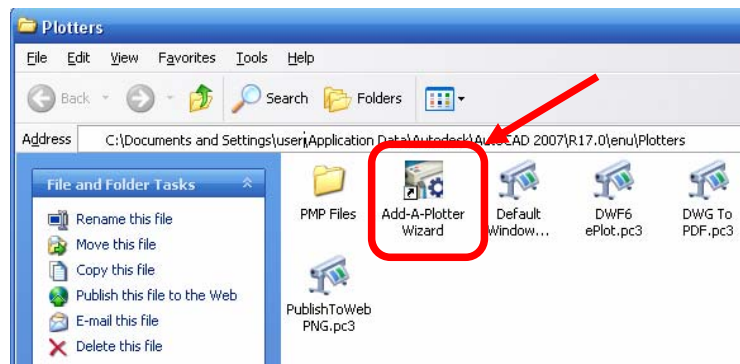 Plotters
File Edit View Favorites Tools Help
Back Search Folders
Address C:\Documents and Settings\user\Application Data\Autodesk\AutoCAD 2007\R17.0\enu\Plotters
File and Folder Tasks
Rename this file
Move this file
Copy this file
Publish this file to the Web
E-mail this file
Delete this file
PMP Files
Add-A-Plotter
Wizard
Default
Window...
DWF6
ePlot.pc3
DWG To
PDF.pc3
PublishToWeb
PNG.pc3